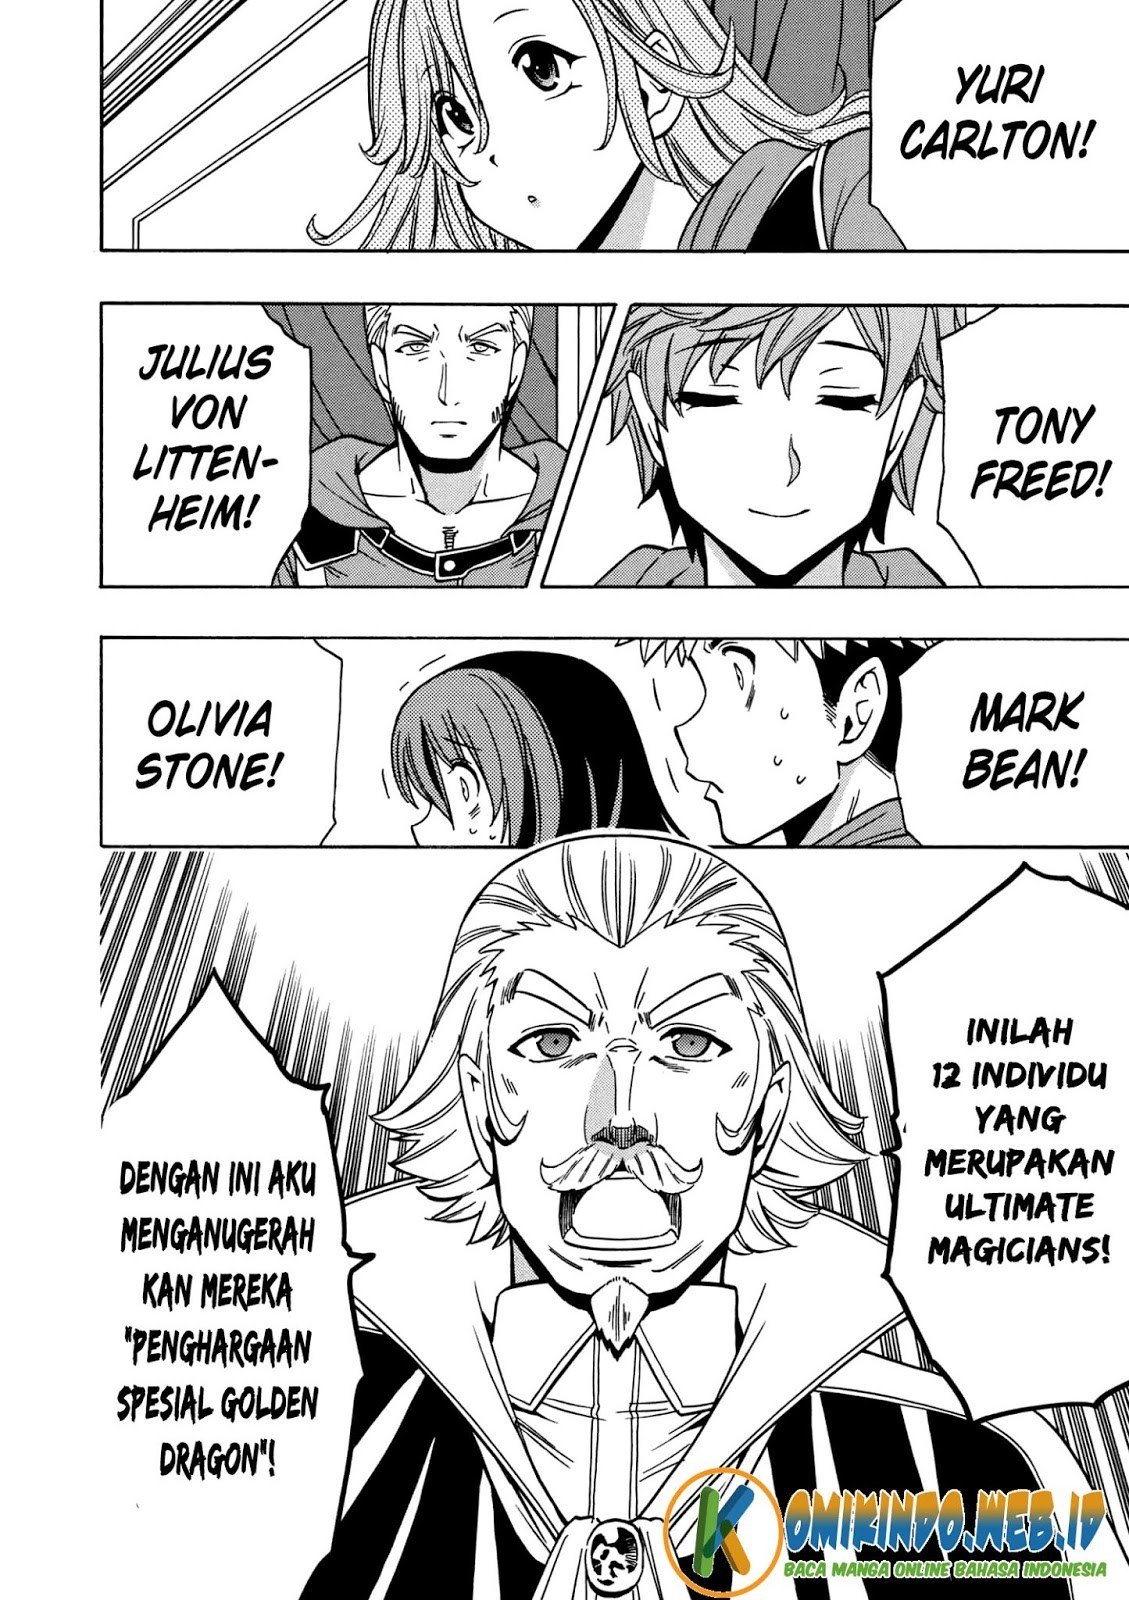 YURI
CARLTON!
TONY
FREED!
JULIUS
VON
LITTEN-
HEIM!
MARK
BEAN!
OLIVIA
STONE!
INILAH
12 INDIVIDU
YANG
MERUPAKAN
ULTIMATE
MAGICIANS!
DENGAN INI AKU
MENGANUGERAH
KAN MEREKA
"PENGHARGAAN
SPESIAL GOLDEN
DRAGON"!
KOMIKINDO.WEB.ID
BACA MANGA ONLINE BAHASA INDONESIA